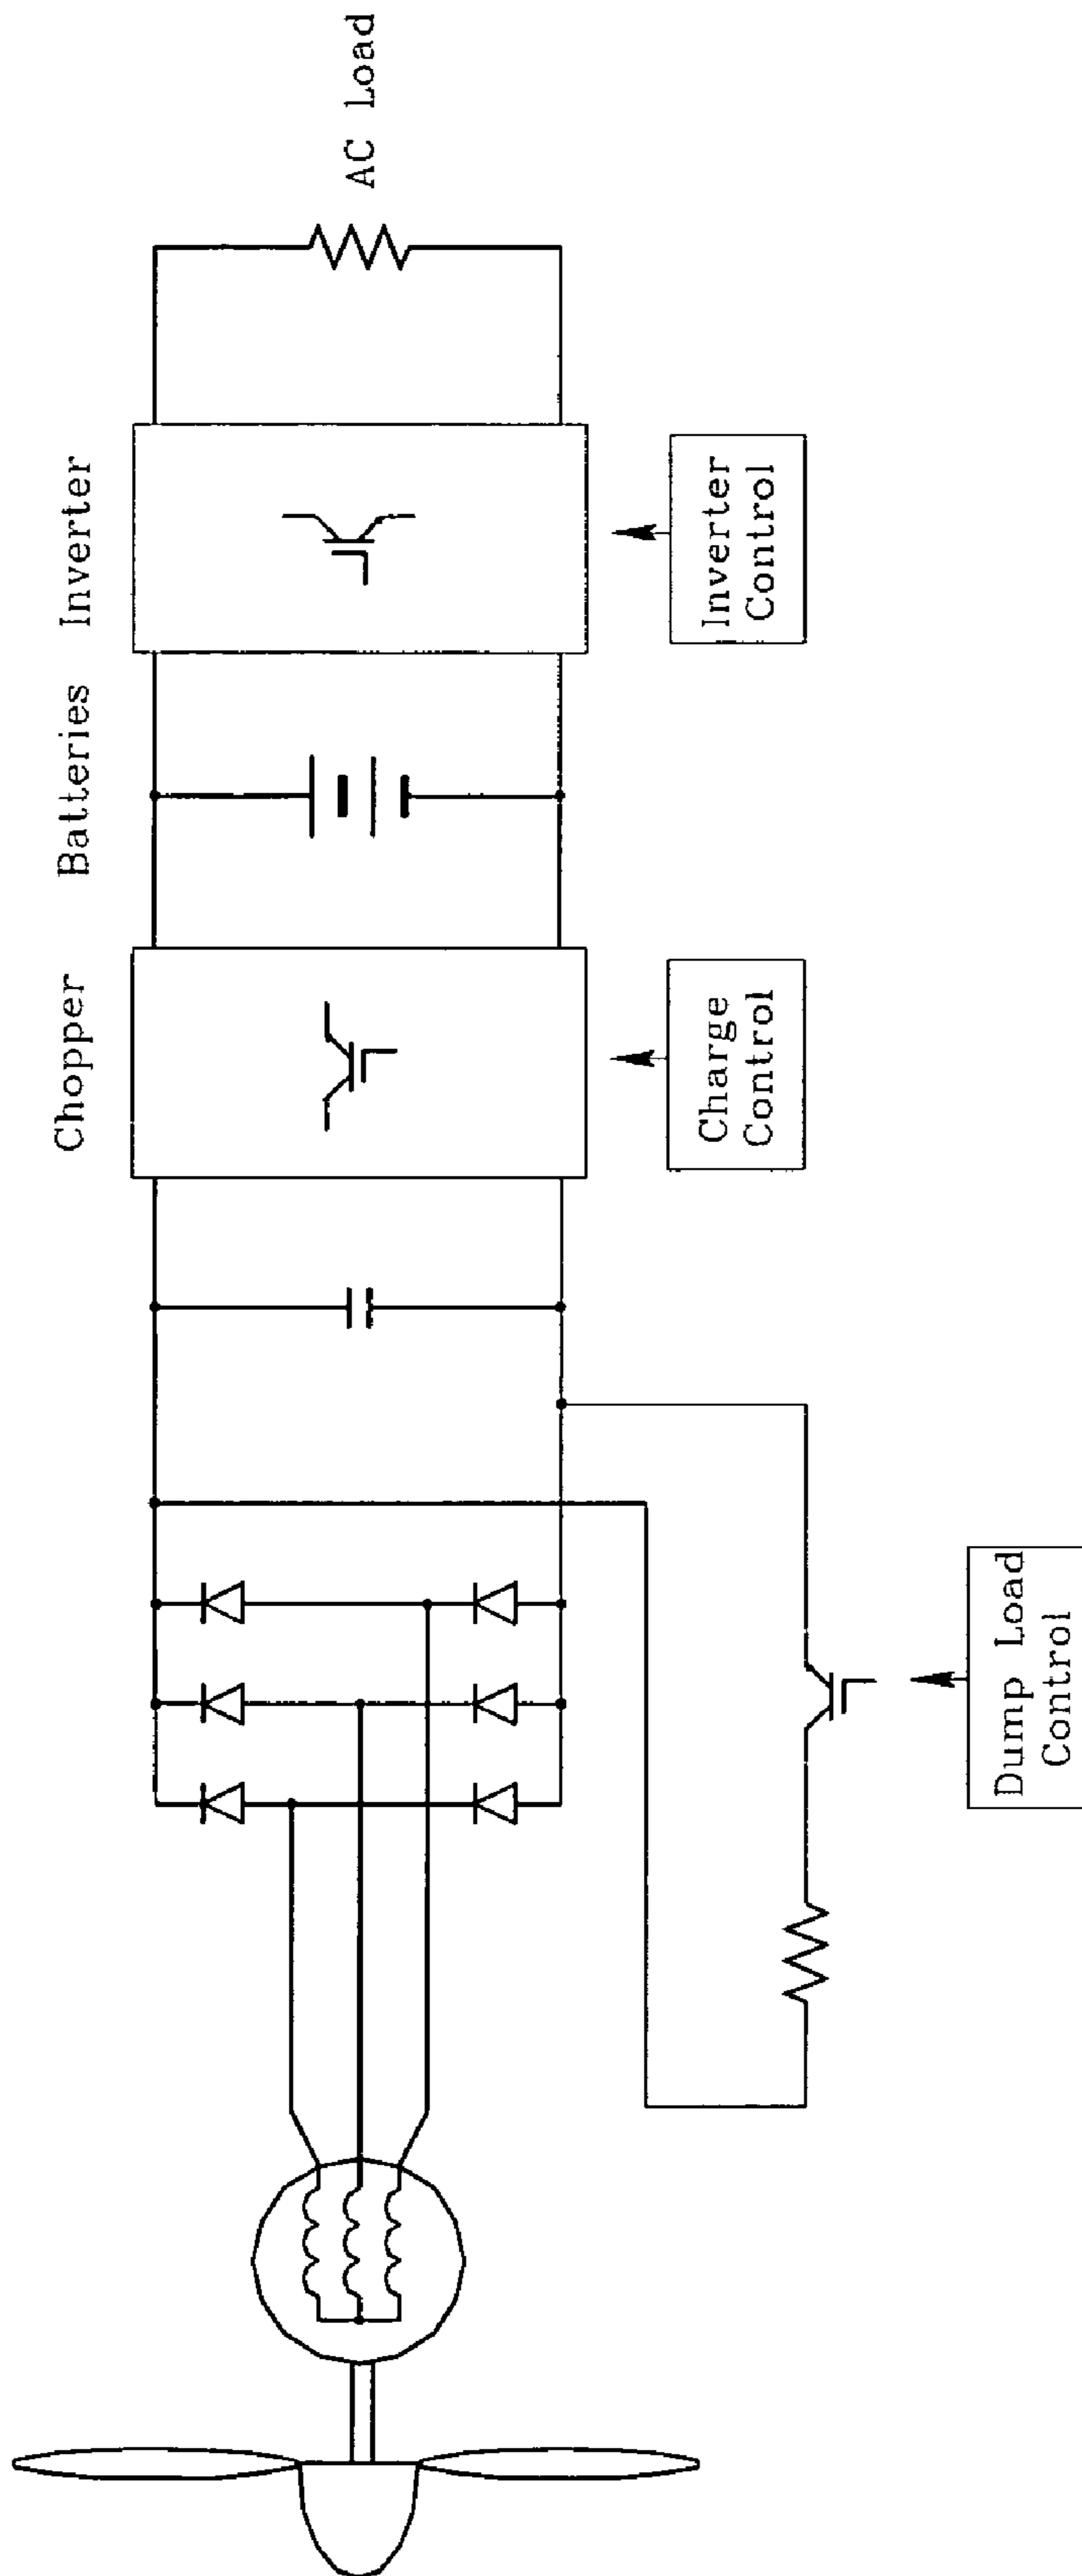 Chopper
Batteries
Inverter
AC Load
Dump Load
Control
Charge
Control
Inverter
Control